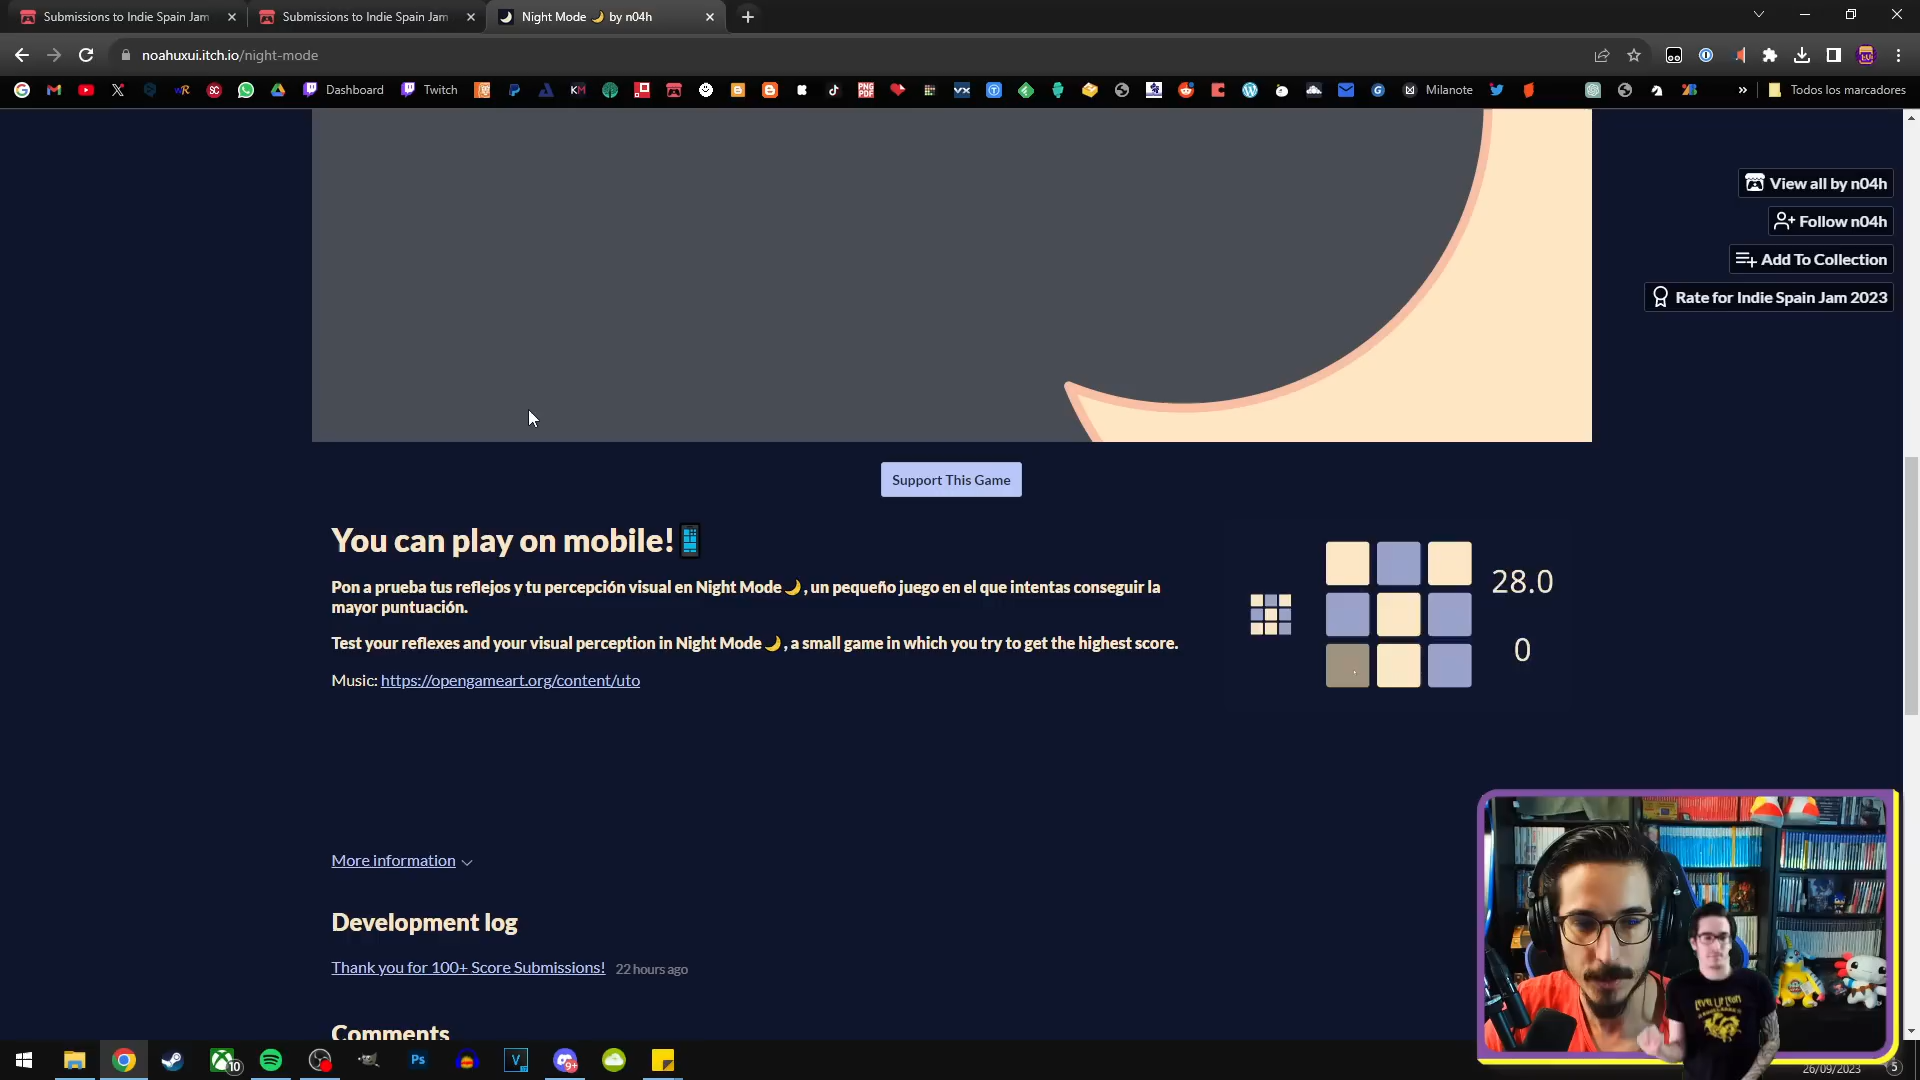 Submissions to Indie Spain Jam
Submissions to Indie Spain Jam
Night Mode 🌙 by n04h
noahuxui.itch.io/night-mode
Dashboard
Twitch
Milanote
Todos los marcadores
View all by n04h
Follow n04h
Add To Collection
Rate for Indie Spain Jam 2023
Support This Game
You can play on mobile!📱
Pon a prueba tus reflejos y tu percepción visual en Night Mode 🌙, un pequeño juego en el que intentas conseguir la
mayor puntuación.
Test your reflexes and your visual perception in Night Mode 🌙, a small game in which you try to get the highest score.
Music: https://opengameart.org/content/uto
28.0
0
More information
Development log
Thank you for 100+ Score Submissions! 22 hours ago
Comments
26/09/2023